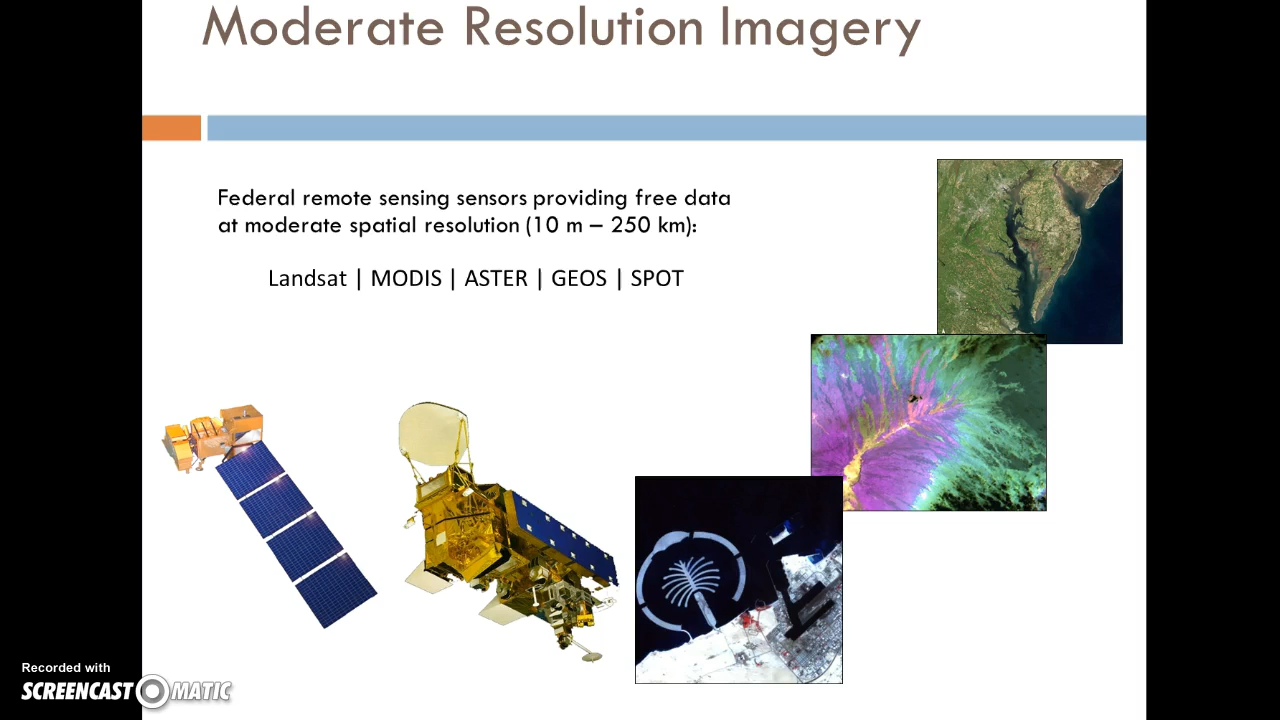 Moderate Resolution Imagery
Federal remote sensing sensors providing free data
at moderate spatial resolution (10 m – 250 km):
Landsat | MODIS | ASTER | GEOS | SPOT
Recorded with
SCREENCAST MATIC